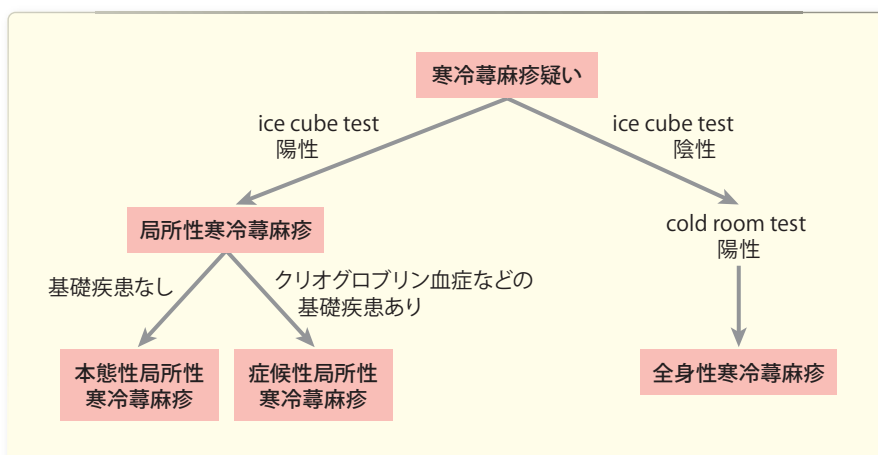 寒冷蕁麻疹疑い
ice cube test
陽性
ice cube test
陰性
局所性寒冷蕁麻疹
cold room test
陽性
基礎疾患なし
クリオグロブリン血症などの
基礎疾患あり
本態性局所性
寒冷蕁麻疹
症候性局所性
寒冷蕁麻疹
全身性寒冷蕁麻疹